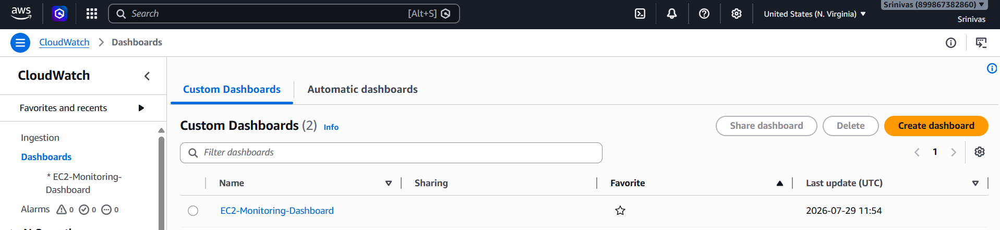 aws
Search [Alt+S]
United States (N. Virginia)
Srinivas (899867382860)
Srinivas
CloudWatch
Dashboards
CloudWatch
Favorites and recents
Ingestion
Dashboards
* EC2-Monitoring-
Dashboard
Alarms 0 0 0
Custom Dashboards
Automatic dashboards
Custom Dashboards (2) Info
Share dashboard
Delete
Create dashboard
Filter dashboards
1
Name
Sharing
Favorite
Last update (UTC)
EC2-Monitoring-Dashboard
2026-07-29 11:54